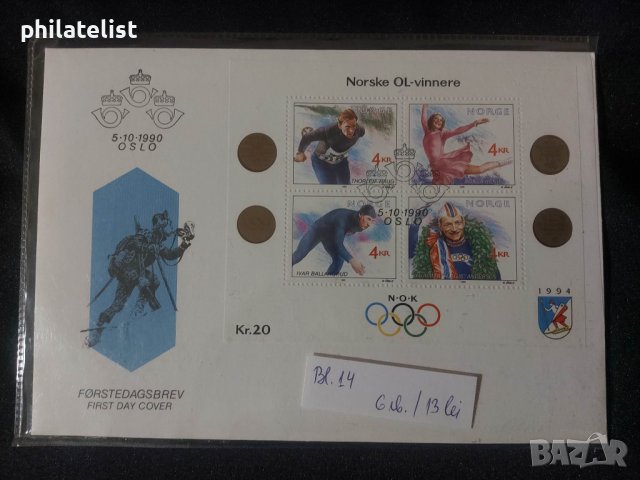 philatelist
Norske OL-vinnere
5·10·1990
OSLO
NORGE
NORGE
4 KR
4 KR
5·10·1990
OSLO
NORGE
NORGE
4 KR
4 KR
IVAR BALLANGRUD
N·O·K
1994
Kr.20
FØRSTEDAGSBREV
FIRST DAY COVER
Bl. 14
6 lb. / 13 lei
BAZAR